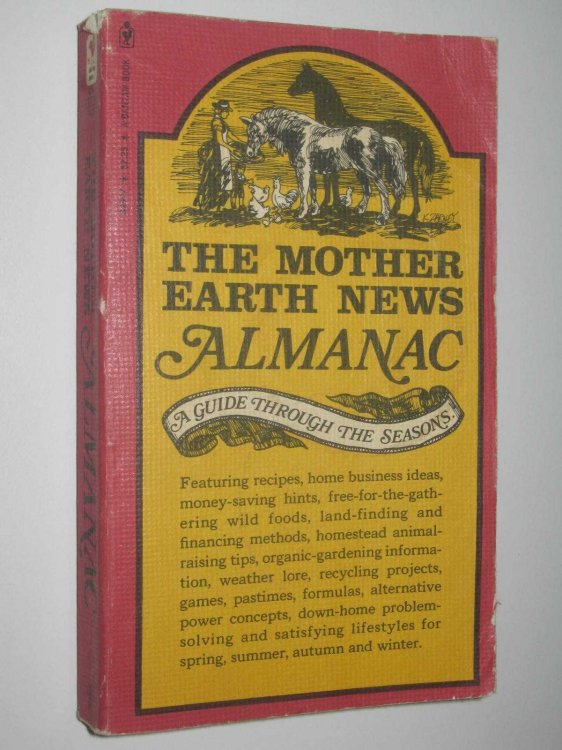 THE MOTHER
EARTH NEWS
ALMANAC
A GUIDE THROUGH THE SEASONS
Featuring recipes, home business ideas,
money-saving hints, free-for-the-gath-
ering wild foods, land-finding and
financing methods, homestead animal-
raising tips, organic-gardening informa-
tion, weather lore, recycling projects,
games, pastimes, formulas, alternative
power concepts, down-home problem-
solving and satisfying lifestyles for
spring, summer, autumn and winter.
A BANTAM BOOK
ALMANAC